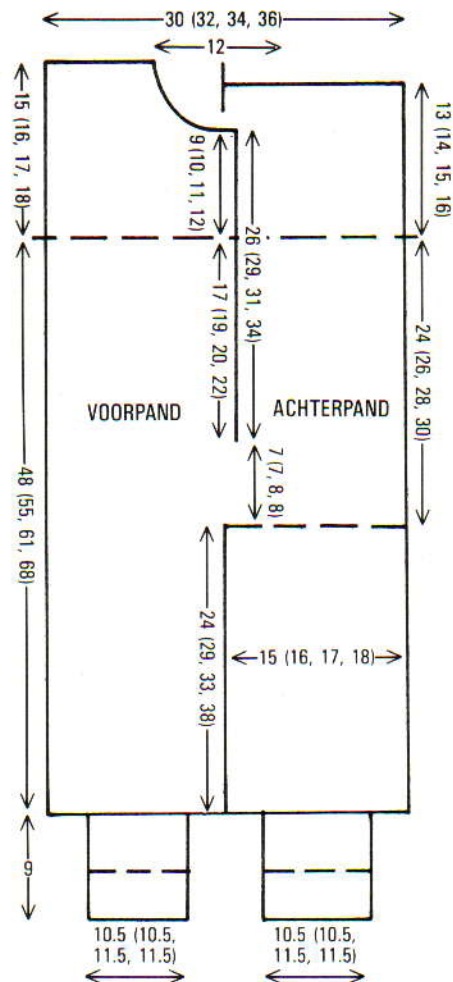 30 (32, 34, 36)
12
15 (16, 17, 18)
13 (14, 15, 16)
9 (10, 11, 12)
26 (29, 31, 34)
17 (19, 20, 22)
24 (26, 28, 30)
VOORPAND
ACHTERPAND
7 (7, 8, 8)
48 (55, 61, 68)
24 (29, 33, 38)
15 (16, 17, 18)
9
10.5 (10.5,
11.5, 11.5)
10.5 (10.5,
11.5, 11.5)